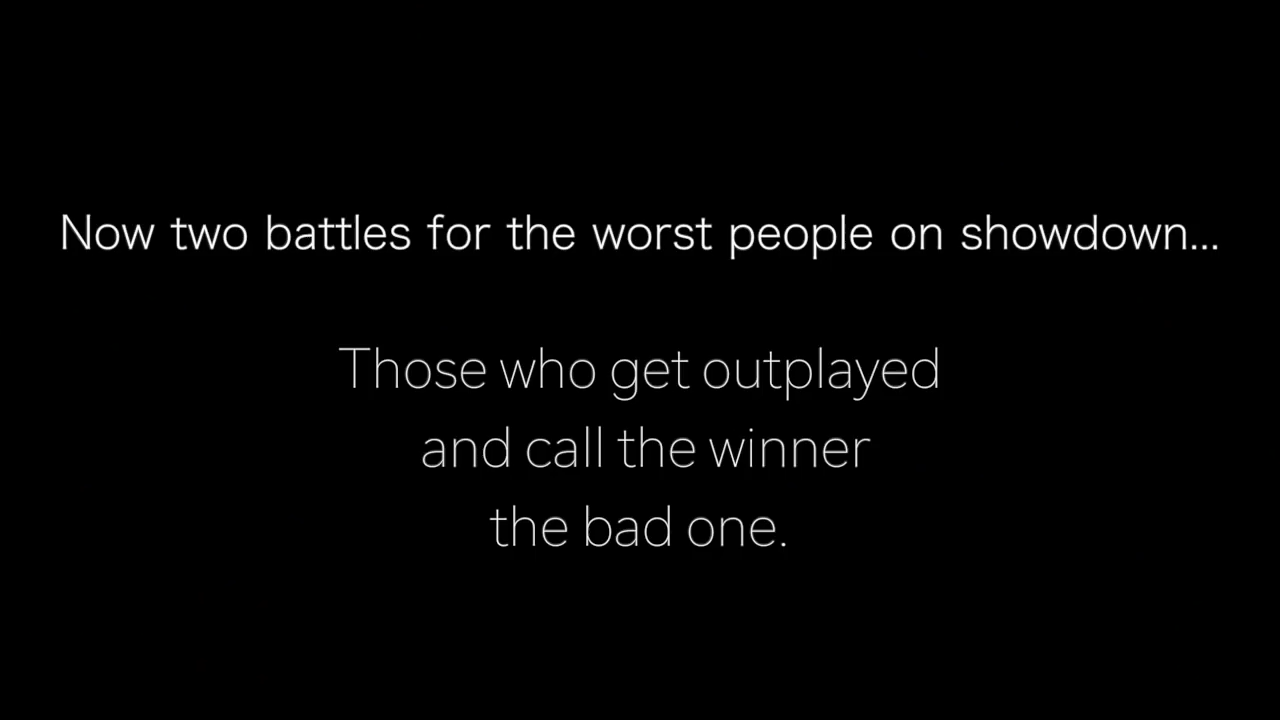 Now two battles for the worst people on showdown...
Those who get outplayed
and call the winner
the bad one.